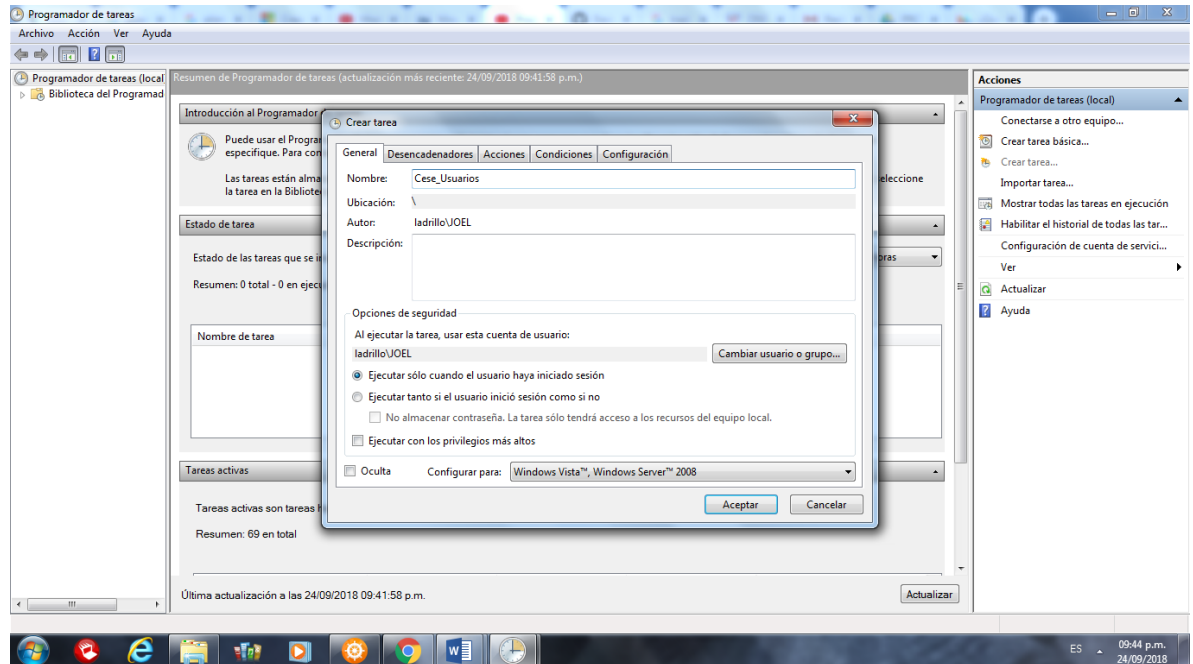 Programador de tareas
Archivo Acción Ver Ayuda
Programador de tareas (local
Biblioteca del Programad
Resumen de Programador de tareas (actualización más reciente: 24/09/2018 09:41:58 p.m.)
Introducción al Programador
Puede usar el Progra
especifique. Para con
Las tareas están alma
eleccione
la tarea en la Bibliote
Estado de tarea
Estado de las tareas que se i
oras
Resumen: 0 total - 0 en ejec
Nombre de tarea
Tareas activas
Tareas activas son tareas h
Resumen: 69 en total
Última actualización a las 24/09/2018 09:41:58 p.m.
Actualizar
Crear tarea
General Desencadenadores Acciones Condiciones Configuración
Nombre: Cese_Usuarios
Ubicación: \
Autor: ladrillo\JOEL
Descripción:
Opciones de seguridad
Al ejecutar la tarea, usar esta cuenta de usuario:
ladrillo\JOEL
Cambiar usuario o grupo...
Ejecutar sólo cuando el usuario haya iniciado sesión
Ejecutar tanto si el usuario inició sesión como si no
No almacenar contraseña. La tarea sólo tendrá acceso a los recursos del equipo local.
Ejecutar con los privilegios más altos
Oculta Configurar para: Windows Vista™, Windows Server™ 2008
Aceptar Cancelar
Acciones
Programador de tareas (local)
Conectarse a otro equipo...
Crear tarea básica...
Crear tarea...
Importar tarea...
Mostrar todas las tareas en ejecución
Habilitar el historial de todas las tar...
Configuración de cuenta de servici...
Ver
Actualizar
Ayuda
ES 09:44 p.m.
24/09/2018